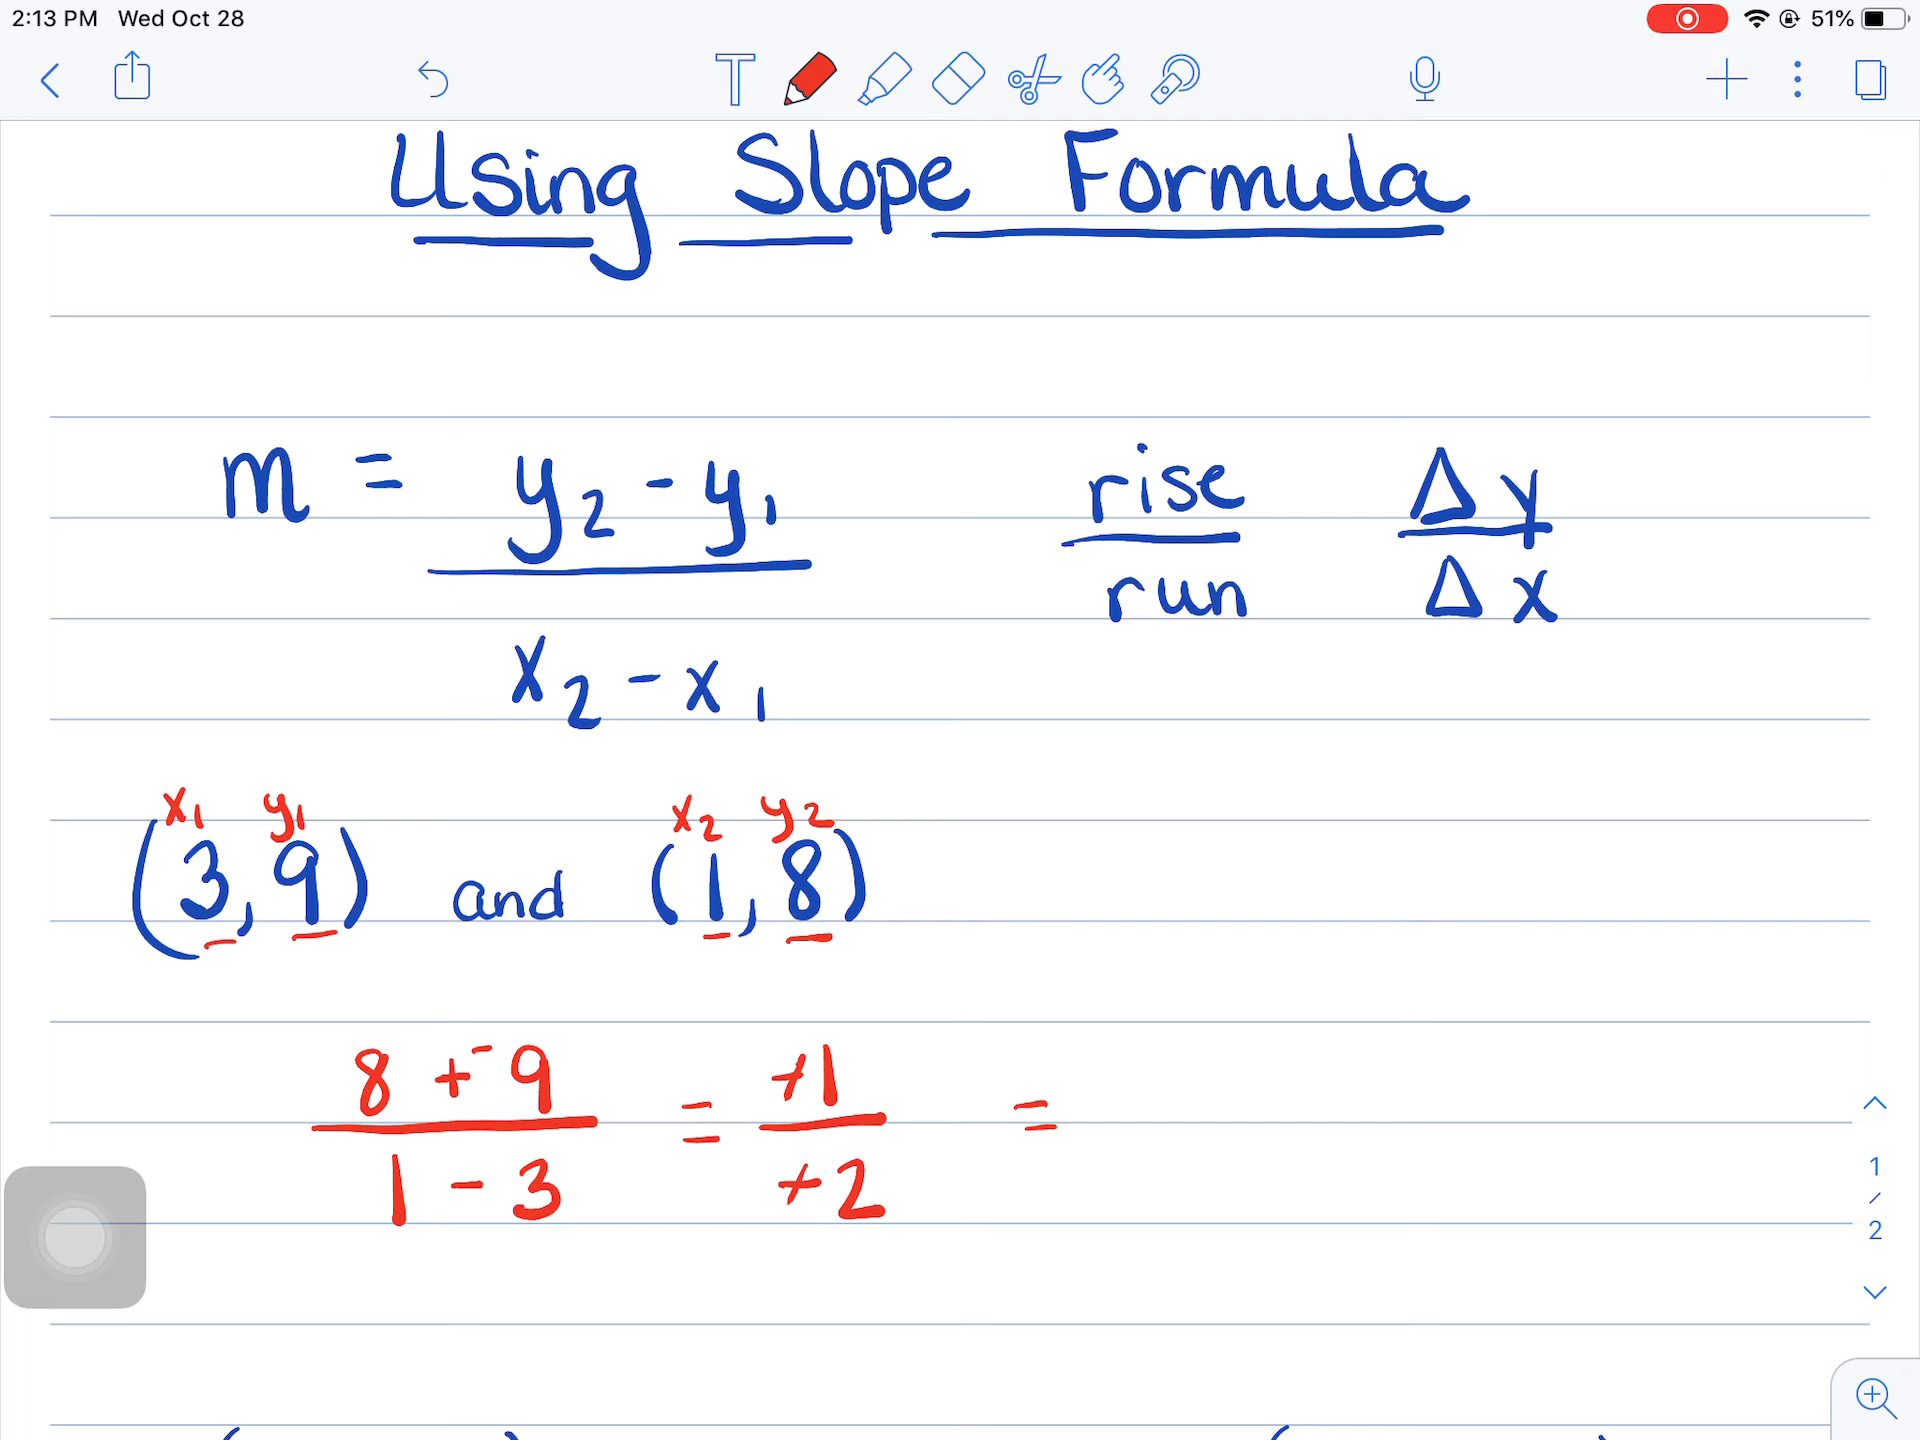 2:13 PM Wed Oct 28 51%
T
Using Slope Formula
m = y₂ - y₁ rise Δy
x₂ - x₁ run Δx
x₁ y₁ x₂ y₂
(3, 9) and (1, 8)
8 + ⁻9 = +1 =
1 - 3 +2
1
/
2